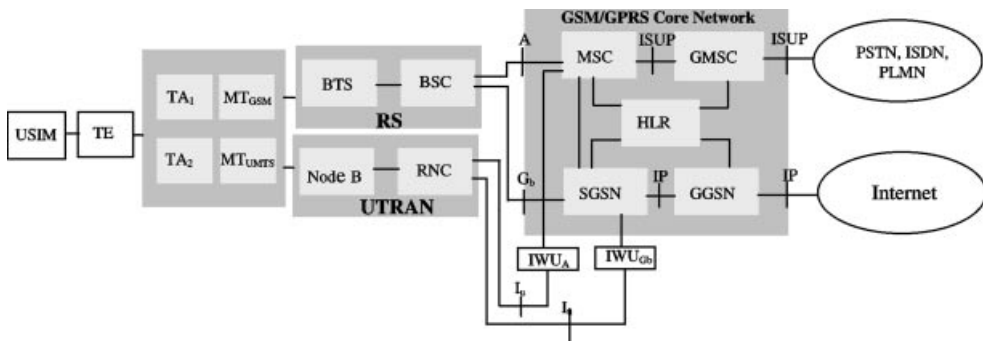 GSM/GPRS Core Network
A
ISUP
ISUP
MSC
GMSC
PSTN, ISDN,
PLMN
TA1
MTGSM
BTS
BSC
RS
HLR
USIM
TE
TA2
MTUMTS
Node B
RNC
UTRAN
Gb
SGSN
IP
GGSN
IP
Internet
IWUA
IWUGb
Iu
Iu